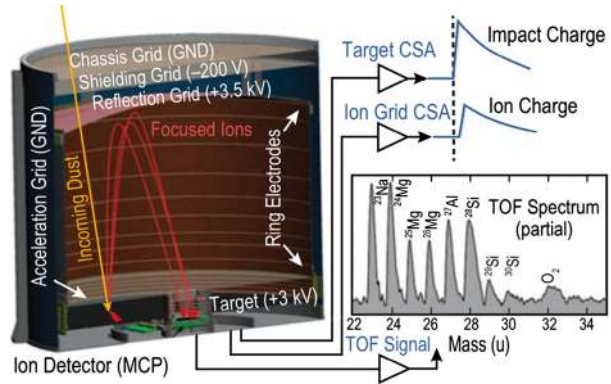 Chassis Grid (GND)
Shielding Grid (–200 V)
Reflection Grid (+3.5 kV)
Focused Ions
Acceleration Grid (GND)
Incoming Dust
Ring Electrodes
Target (+3 kV)
Ion Detector (MCP)
Target CSA
Impact Charge
Ion Grid CSA
Ion Charge
TOF Spectrum
(partial)
²³Na
²⁴Mg
²⁵Mg
²⁶Mg
²⁷Al
²⁸Si
²⁹Si
³⁰Si
O₂
22 24 26 28 30 32 34
TOF Signal
Mass (u)